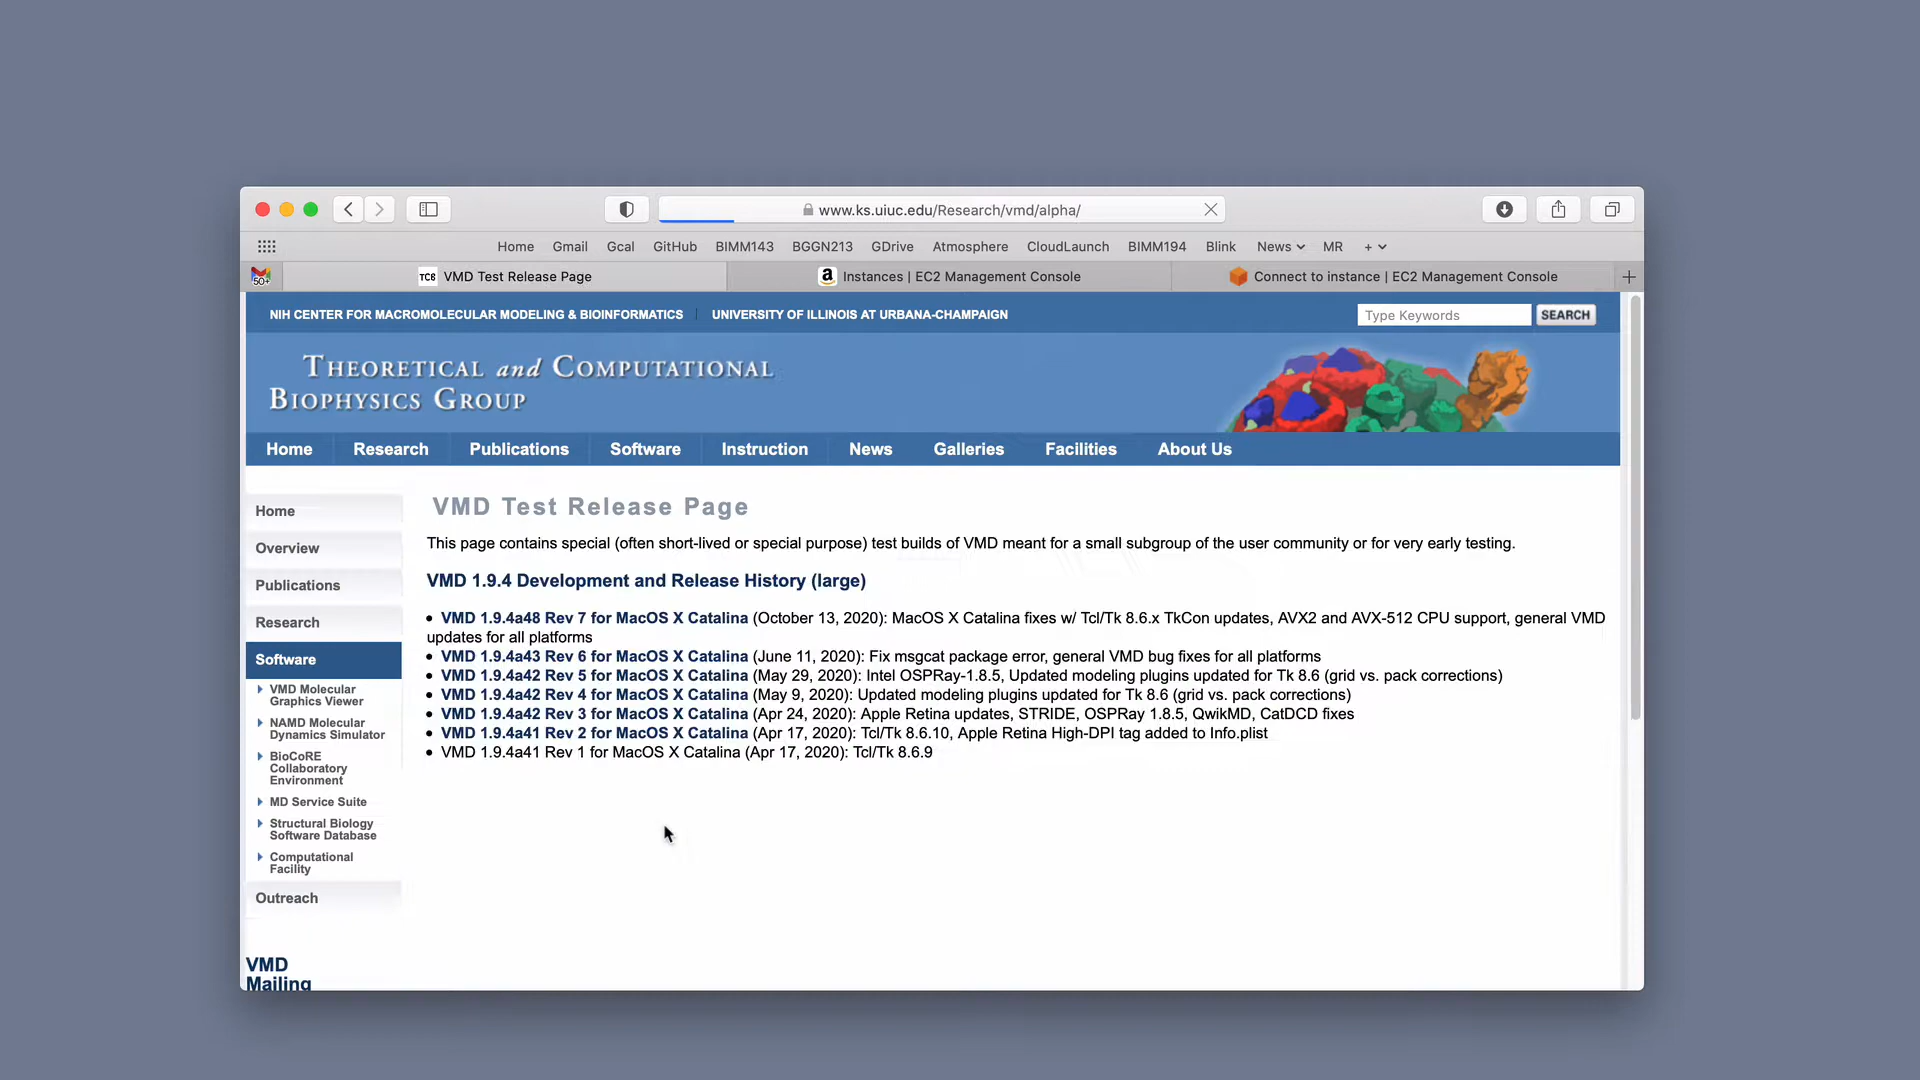 www.ks.uiuc.edu/Research/vmd/alpha/
Home Gmail Gcal GitHub BIMM143 BGGN213 GDrive Atmosphere CloudLaunch BIMM194 Blink News MR +
50+ TCB VMD Test Release Page a Instances | EC2 Management Console Connect to instance | EC2 Management Console +
NIH CENTER FOR MACROMOLECULAR MODELING & BIOINFORMATICS UNIVERSITY OF ILLINOIS AT URBANA-CHAMPAIGN Type Keywords SEARCH
THEORETICAL and COMPUTATIONAL
BIOPHYSICS GROUP
Home Research Publications Software Instruction News Galleries Facilities About Us
Home
Overview
Publications
Research
Software
VMD Molecular
Graphics Viewer
NAMD Molecular
Dynamics Simulator
BioCoRE
Collaboratory
Environment
MD Service Suite
Structural Biology
Software Database
Computational
Facility
Outreach
VMD
Mailing
VMD Test Release Page
This page contains special (often short-lived or special purpose) test builds of VMD meant for a small subgroup of the user community or for very early testing.
VMD 1.9.4 Development and Release History (large)
• VMD 1.9.4a48 Rev 7 for MacOS X Catalina (October 13, 2020): MacOS X Catalina fixes w/ Tcl/Tk 8.6.x TkCon updates, AVX2 and AVX-512 CPU support, general VMD
updates for all platforms
• VMD 1.9.4a43 Rev 6 for MacOS X Catalina (June 11, 2020): Fix msgcat package error, general VMD bug fixes for all platforms
• VMD 1.9.4a42 Rev 5 for MacOS X Catalina (May 29, 2020): Intel OSPRay-1.8.5, Updated modeling plugins updated for Tk 8.6 (grid vs. pack corrections)
• VMD 1.9.4a42 Rev 4 for MacOS X Catalina (May 9, 2020): Updated modeling plugins updated for Tk 8.6 (grid vs. pack corrections)
• VMD 1.9.4a42 Rev 3 for MacOS X Catalina (Apr 24, 2020): Apple Retina updates, STRIDE, OSPRay 1.8.5, QwikMD, CatDCD fixes
• VMD 1.9.4a41 Rev 2 for MacOS X Catalina (Apr 17, 2020): Tcl/Tk 8.6.10, Apple Retina High-DPI tag added to Info.plist
• VMD 1.9.4a41 Rev 1 for MacOS X Catalina (Apr 17, 2020): Tcl/Tk 8.6.9